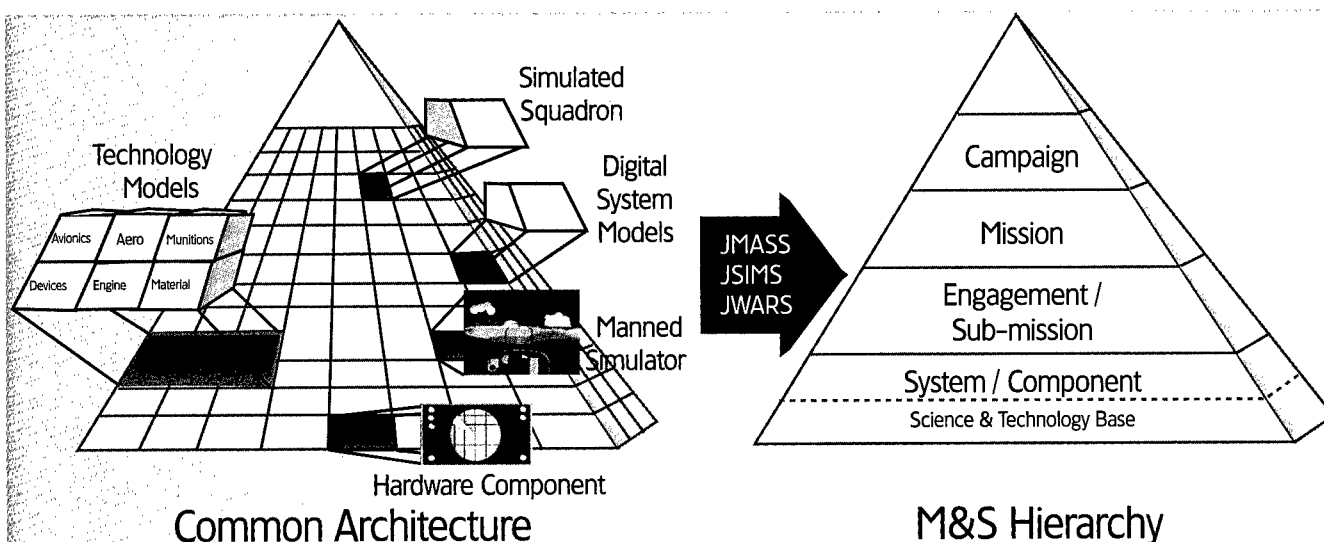 Simulated
Squadron
Technology
Models
Digital
System
Models
Avionics Aero Munitions
Devices Engine Material
Manned
Simulator
Hardware Component
Common Architecture
JMASS
JSIMS
JWARS
Campaign
Mission
Engagement /
Sub-mission
System / Component
Science & Technology Base
M&S Hierarchy